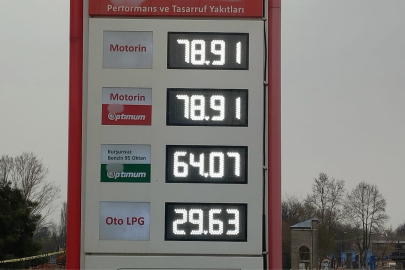 Performans ve Tasarruf Yakıtları
Motorin 78.91
Motorin
optimum 78.91
Kurşunsuz
Benzin 95 Oktan
optimum 64.07
Oto LPG 29.63